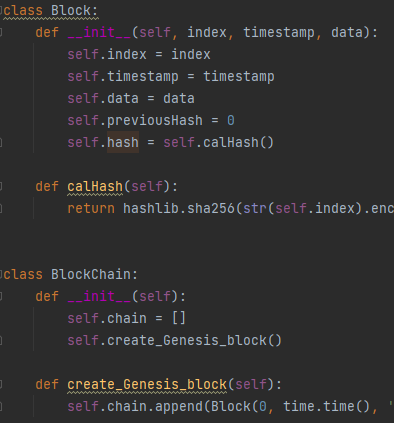 class Block:
    def __init__(self, index, timestamp, data):
        self.index = index
        self.timestamp = timestamp
        self.data = data
        self.previousHash = 0
        self.hash = self.calHash()
    def calHash(self):
        return hashlib.sha256(str(self.index).enc
class BlockChain:
    def __init__(self):
        self.chain = []
        self.create_Genesis_block()
    def create_Genesis_block(self):
        self.chain.append(Block(0, time.time(), '